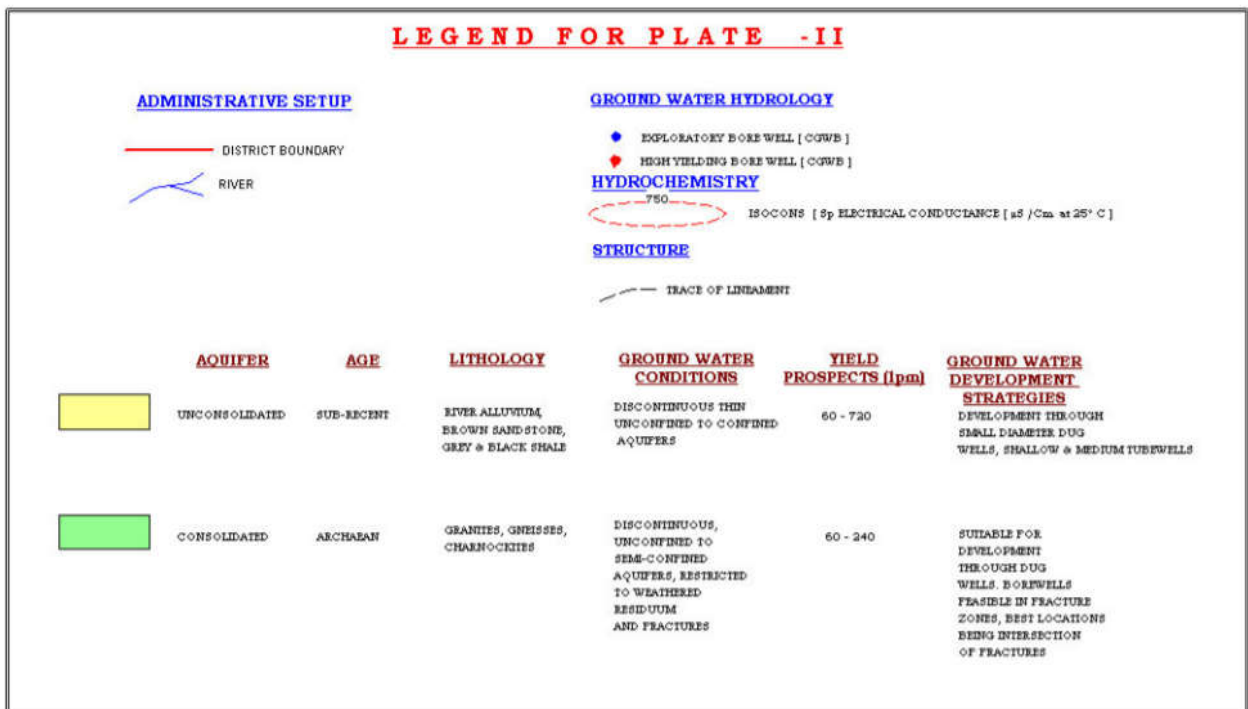 LEGEND FOR PLATE -II
ADMINISTRATIVE SETUP
DISTRICT BOUNDARY
RIVER
GROUND WATER HYDROLOGY
EXPLORATORY BORE WELL [ CGWB ]
HIGH YIELDING BORE WELL [ CGWB ]
HYDROCHEMISTRY
750
ISOCONS [ Sp ELECTRICAL CONDUCTANCE [ µS /Cm at 25° C ]
STRUCTURE
TRACE OF LINEAMENT
AQUIFER
AGE
LITHOLOGY
GROUND WATER
CONDITIONS
YIELD
PROSPECTS (lpm)
GROUND WATER
DEVELOPMENT
STRATEGIES
UNCONSOLIDATED
SUB-RECENT
RIVER ALLUVIUM,
BROWN SANDSTONE,
GREY & BLACK SHALE
DISCONTINUOUS THIN
UNCONFINED TO CONFINED
AQUIFERS
60 - 720
DEVELOPMENT THROUGH
SMALL DIAMETER DUG
WELLS, SHALLOW & MEDIUM TUBEWELLS
CONSOLIDATED
ARCHAEAN
GRANITES, GNEISSES,
CHARNOCKITES
DISCONTINUOUS,
UNCONFINED TO
SEMI-CONFINED
AQUIFERS, RESTRICTED
TO WEATHERED
RESIDUUM
AND FRACTURES
60 - 240
SUITABLE FOR
DEVELOPMENT
THROUGH DUG
WELLS. BOREWELLS
FEASIBLE IN FRACTURE
ZONES, BEST LOCATIONS
BEING INTERSECTION
OF FRACTURES